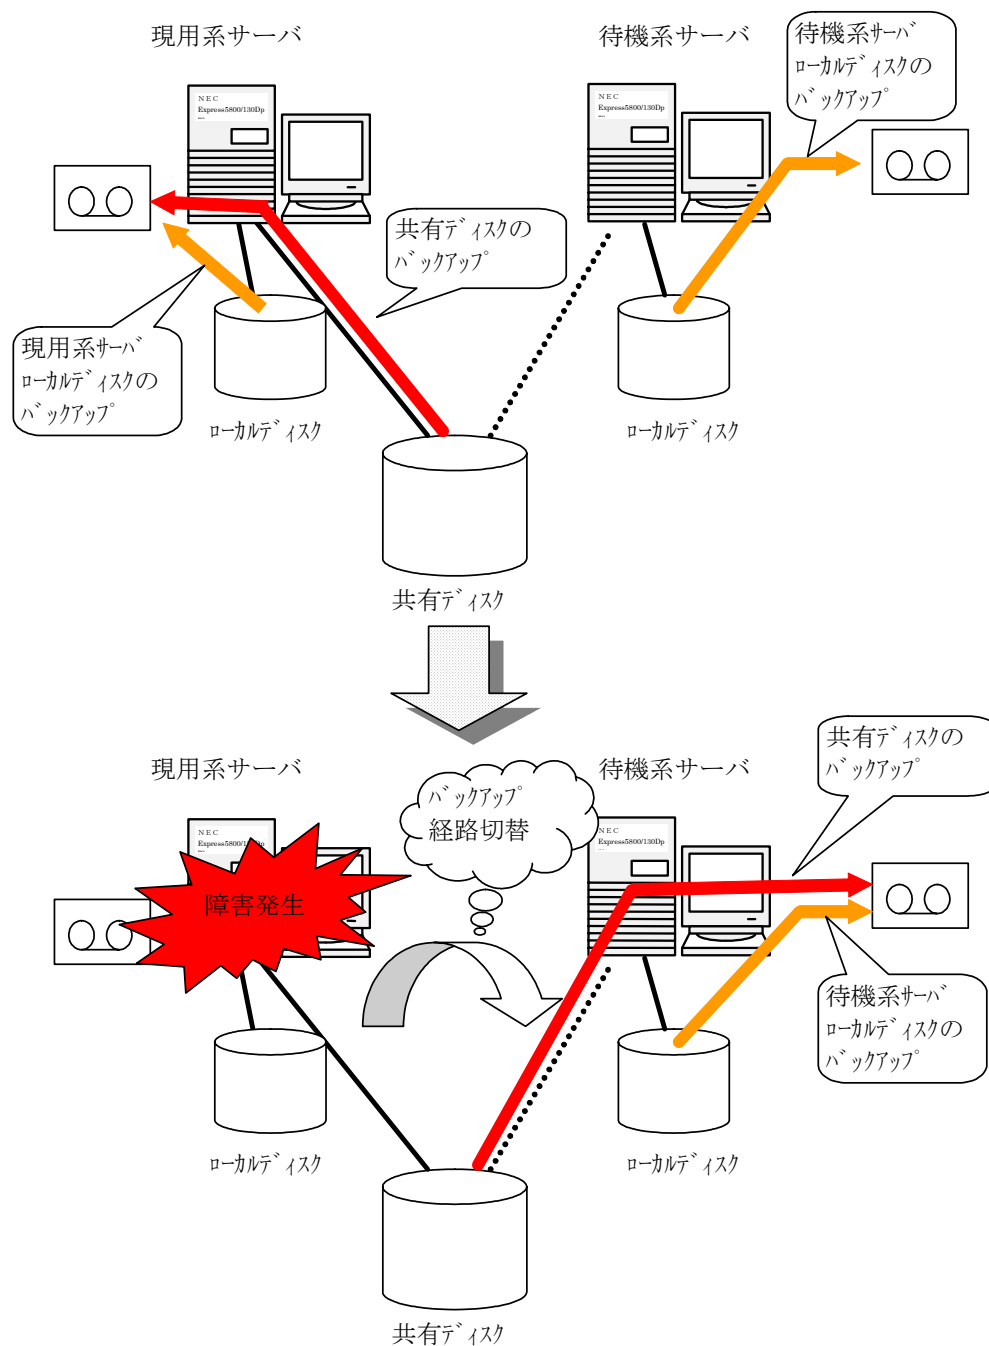 現用系サーバ
待機系サーバ
待機系ｻｰﾊﾞ
ﾛｰｶﾙﾃﾞｨｽｸの
ﾊﾞｯｸｱｯﾌﾟ
NEC
Express5800/130Dp
NEC
Express5800/130Dp
共有ﾃﾞｨｽｸの
ﾊﾞｯｸｱｯﾌﾟ
現用系ｻｰﾊﾞ
ﾛｰｶﾙﾃﾞｨｽｸの
ﾊﾞｯｸｱｯﾌﾟ
ﾛｰｶﾙﾃﾞｨｽｸ
ﾛｰｶﾙﾃﾞｨｽｸ
共有ﾃﾞｨｽｸ
現用系サーバ
待機系サーバ
共有ﾃﾞｨｽｸの
ﾊﾞｯｸｱｯﾌﾟ
ﾊﾞｯｸｱｯﾌﾟ
経路切替
NEC
Express5800/1
NEC
Express5800/130Dp
障害発生
待機系ｻｰﾊﾞ
ﾛｰｶﾙﾃﾞｨｽｸの
ﾊﾞｯｸｱｯﾌﾟ
ﾛｰｶﾙﾃﾞｨｽｸ
ﾛｰｶﾙﾃﾞｨｽｸ
共有ﾃﾞｨｽｸ